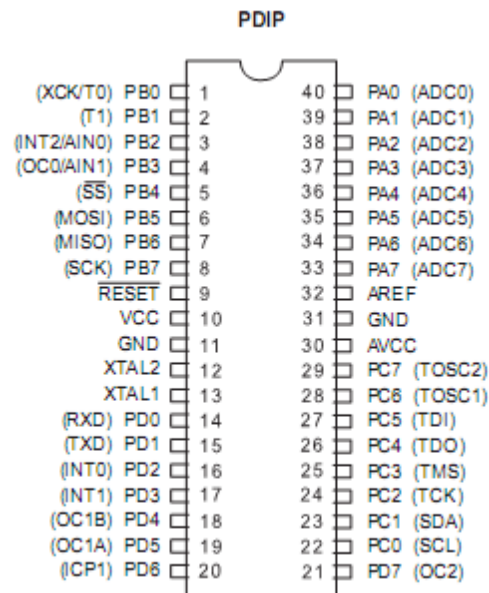 PDIP
(XCK/T0) PB0 1 40 PA0 (ADC0)
(T1) PB1 2 39 PA1 (ADC1)
(INT2/AIN0) PB2 3 38 PA2 (ADC2)
(OC0/AIN1) PB3 4 37 PA3 (ADC3)
(S̅S̅) PB4 5 36 PA4 (ADC4)
(MOSI) PB5 6 35 PA5 (ADC5)
(MISO) PB6 7 34 PA6 (ADC6)
(SCK) PB7 8 33 PA7 (ADC7)
R̅E̅S̅E̅T̅ 9 32 AREF
VCC 10 31 GND
GND 11 30 AVCC
XTAL2 12 29 PC7 (TOSC2)
XTAL1 13 28 PC6 (TOSC1)
(RXD) PD0 14 27 PC5 (TDI)
(TXD) PD1 15 26 PC4 (TDO)
(INT0) PD2 16 25 PC3 (TMS)
(INT1) PD3 17 24 PC2 (TCK)
(OC1B) PD4 18 23 PC1 (SDA)
(OC1A) PD5 19 22 PC0 (SCL)
(ICP1) PD6 20 21 PD7 (OC2)